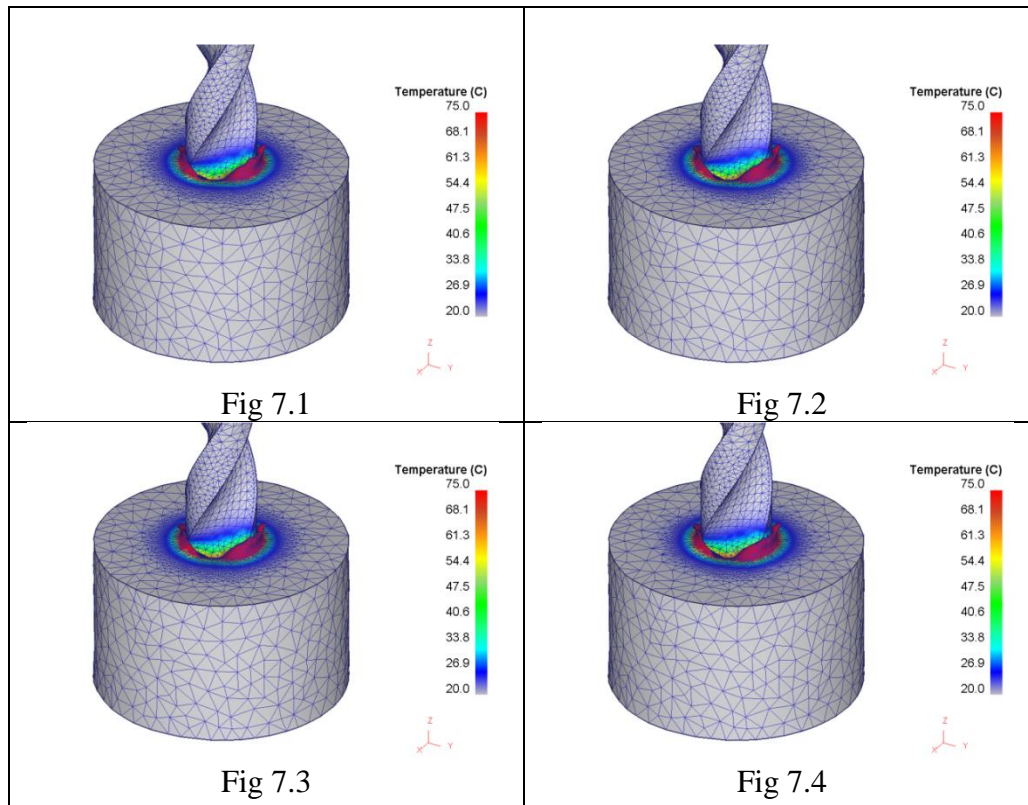 Temperature (C)
75.0
68.1
61.3
54.4
47.5
40.6
33.8
26.9
20.0
Z
X Y
Fig 7.1
Temperature (C)
75.0
68.1
61.3
54.4
47.5
40.6
33.8
26.9
20.0
Z
X Y
Fig 7.2
Temperature (C)
75.0
68.1
61.3
54.4
47.5
40.6
33.8
26.9
20.0
Z
X Y
Fig 7.3
Temperature (C)
75.0
68.1
61.3
54.4
47.5
40.6
33.8
26.9
20.0
Z
X Y
Fig 7.4